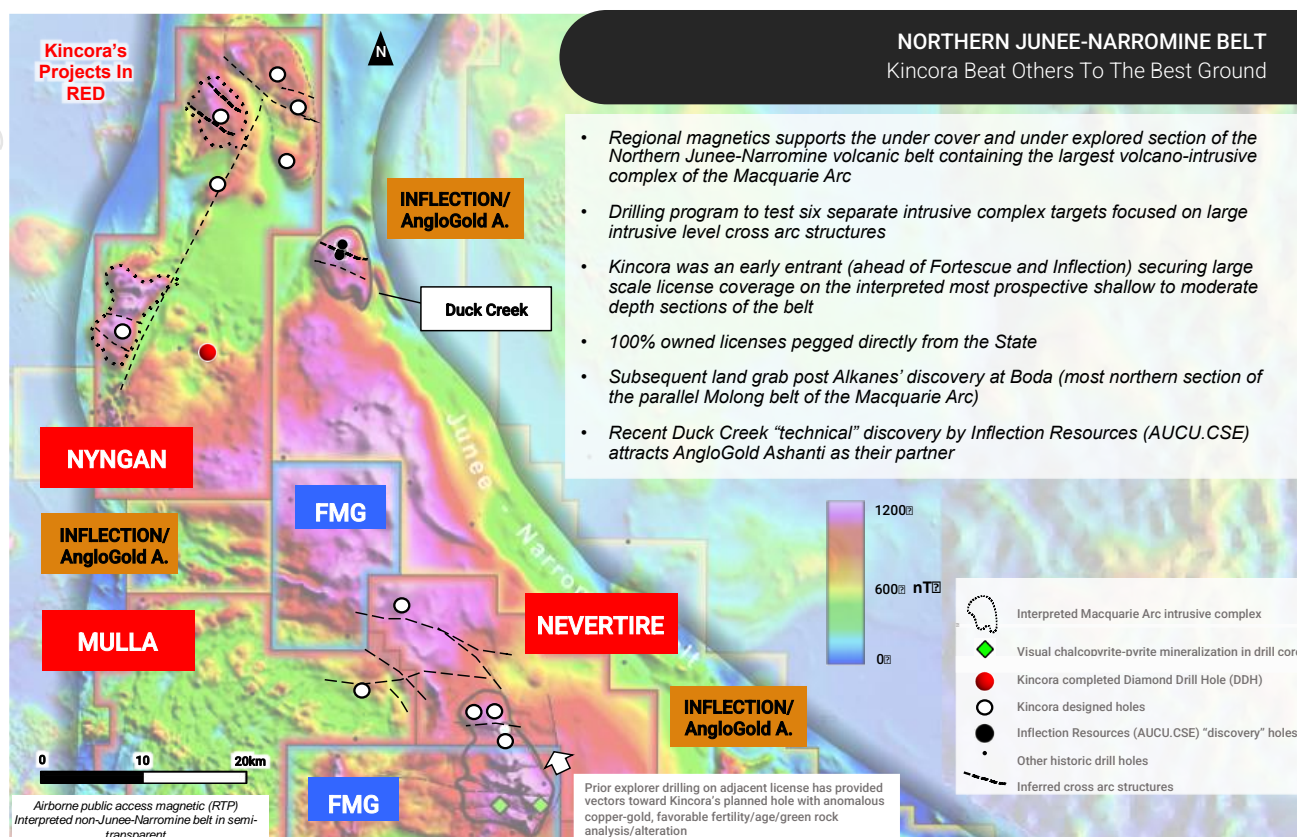 Kincora's
Projects In
RED
N
NORTHERN JUNEE-NARROMINE BELT
Kincora Beat Others To The Best Ground
• Regional magnetics supports the under cover and under explored section of the
Northern Junee-Narromine volcanic belt containing the largest volcano-intrusive
complex of the Macquarie Arc
• Drilling program to test six separate intrusive complex targets focused on large
intrusive level cross arc structures
• Kincora was an early entrant (ahead of Fortescue and Inflection) securing large
scale license coverage on the interpreted most prospective shallow to moderate
depth sections of the belt
• 100% owned licenses pegged directly from the State
• Subsequent land grab post Alkanes' discovery at Boda (most northern section of
the parallel Molong belt of the Macquarie Arc)
• Recent Duck Creek “technical” discovery by Inflection Resources (AUCU.CSE)
attracts AngloGold Ashanti as their partner
INFLECTION/
AngloGold A.
Duck Creek
NYNGAN
FMG
INFLECTION/
AngloGold A.
MULLA
NEVERTIRE
Junee - Narrom
lt
INFLECTION/
AngloGold A.
FMG
1200
600 nT
0
Interpreted Macquarie Arc intrusive complex
Visual chalcopyrite-pyrite mineralization in drill core
Kincora completed Diamond Drill Hole (DDH)
Kincora designed holes
Inflection Resources (AUCU.CSE) "discovery" holes
Other historic drill holes
Inferred cross arc structures
0 10 20km
Airborne public access magnetic (RTP)
Interpreted non-Junee-Narromine belt in semi-
transparent
Prior explorer drilling on adjacent license has provided
vectors toward Kincora's planned hole with anomalous
copper-gold, favorable fertility/age/green rock
analysis/alteration